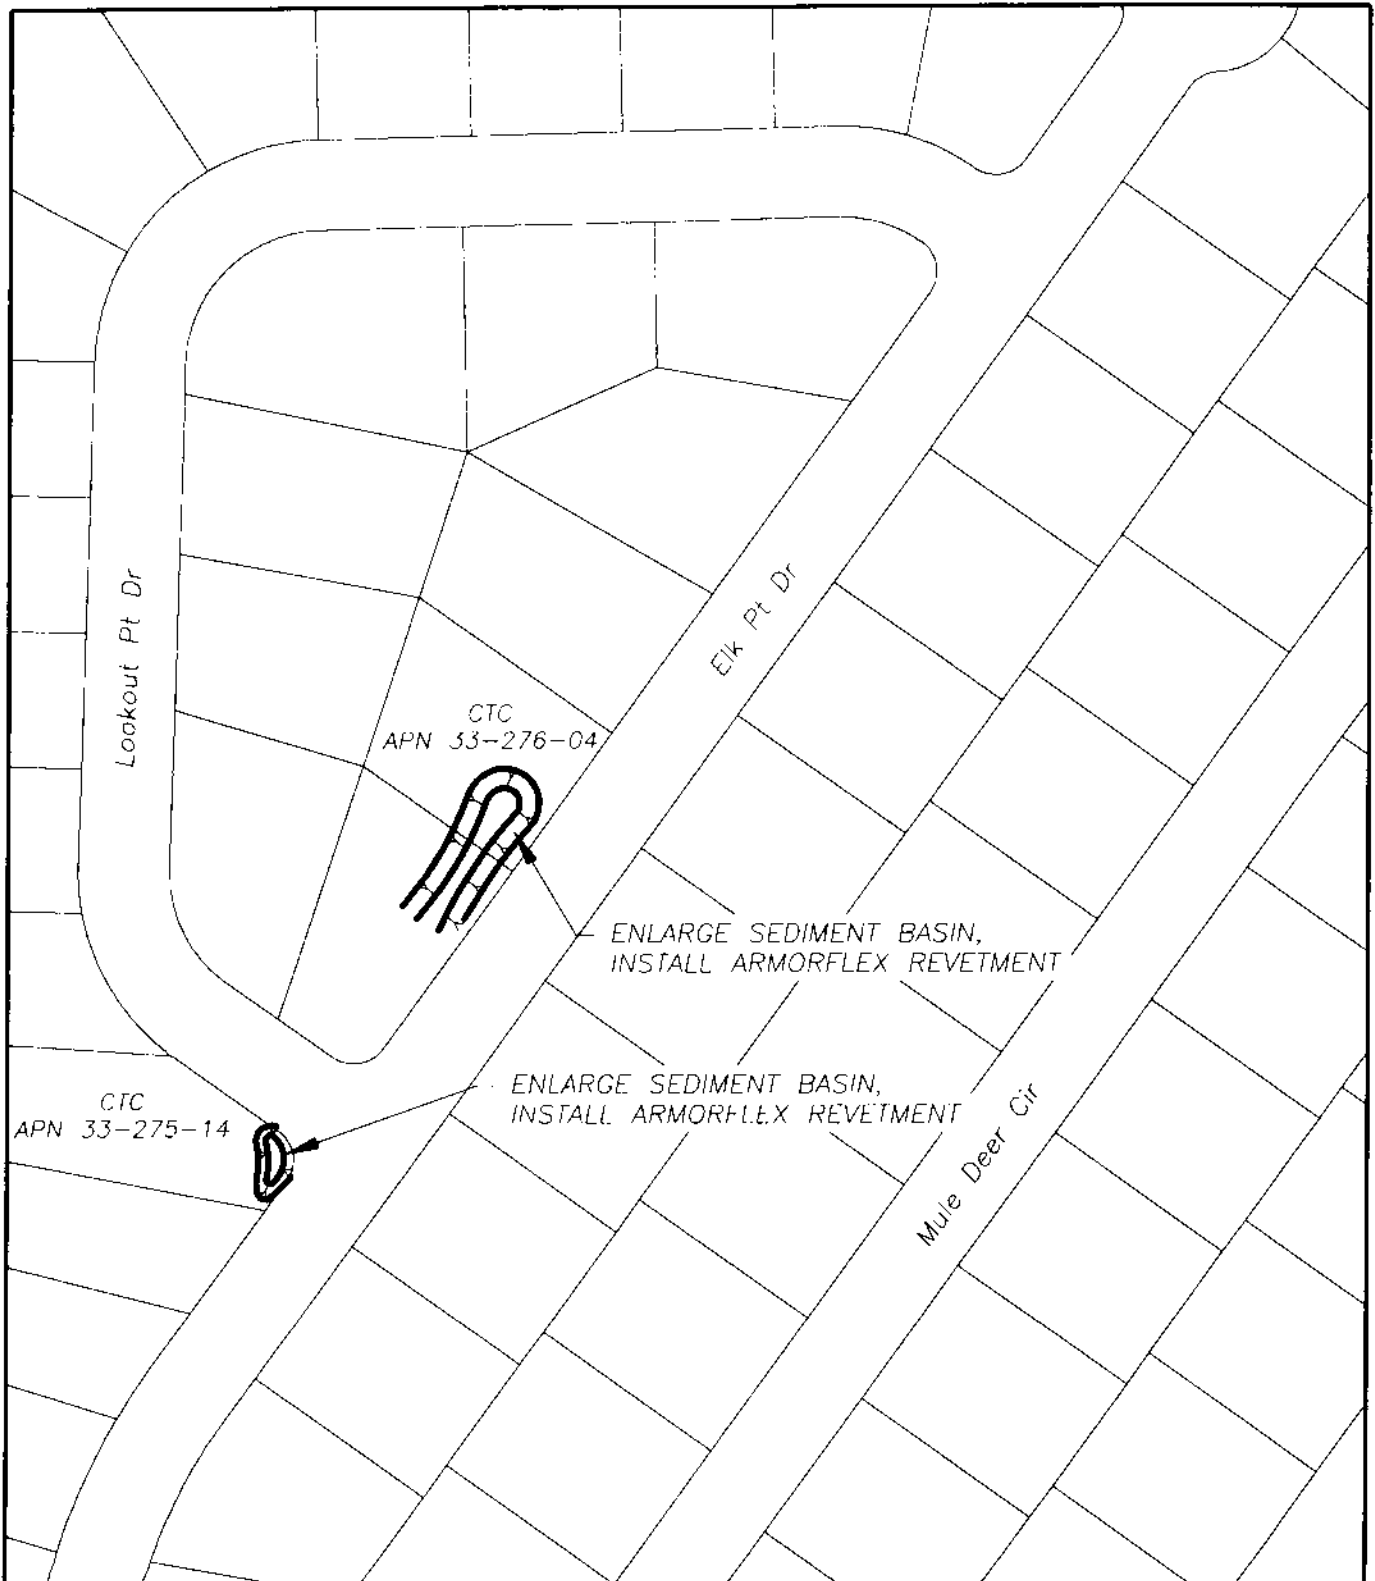 Lookout Pt Dr
Elk Pt Dr
CTC
APN 33-276-04
ENLARGE SEDIMENT BASIN,
INSTALL ARMORFLEX REVETMENT
ENLARGE SEDIMENT BASIN,
INSTALL ARMORFLEX REVETMENT
CTC
APN 33-275-14
Mule Deer Cir